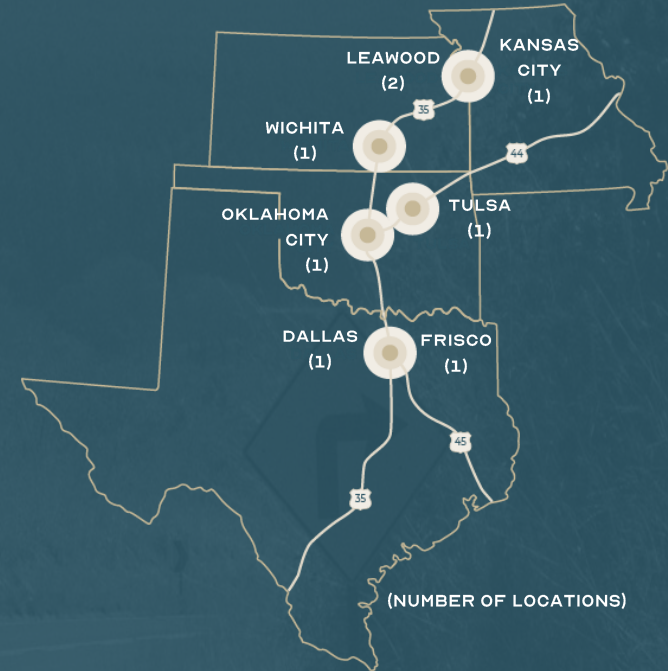 LEAWOOD
(2)
KANSAS
CITY
(1)
35
WICHITA
(1)
44
OKLAHOMA
CITY
(1)
TULSA
(1)
DALLAS
(1)
FRISCO
(1)
45
35
(NUMBER OF LOCATIONS)